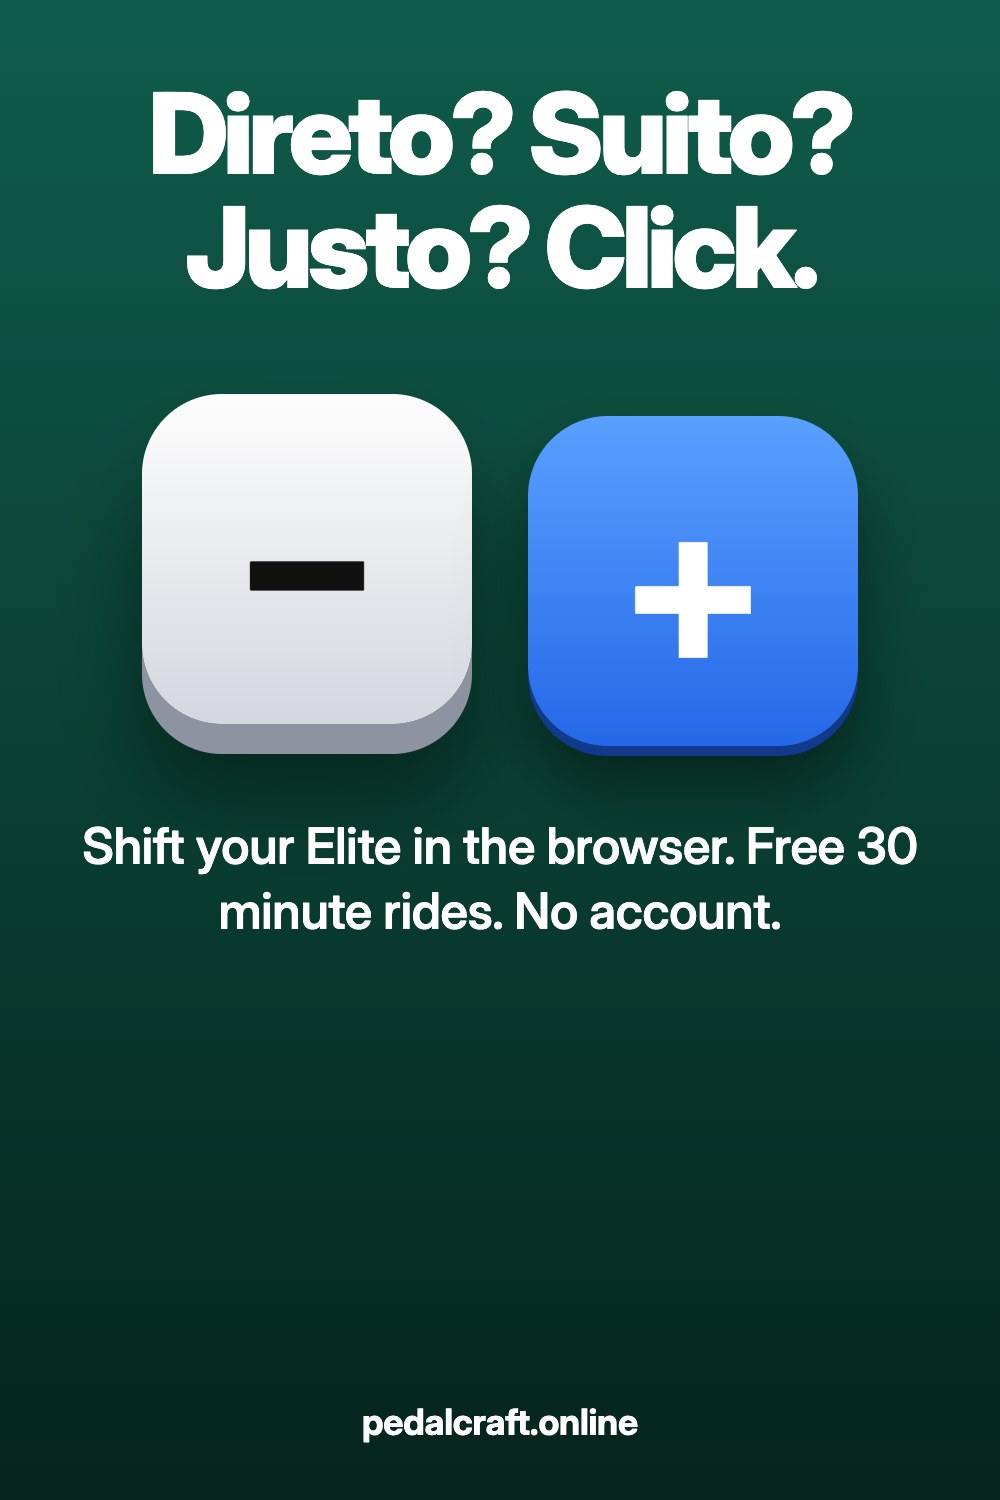 Direto? Suito?
Justo? Click.
− +
Shift your Elite in the browser. Free 30
minute rides. No account.
pedalcraft.online